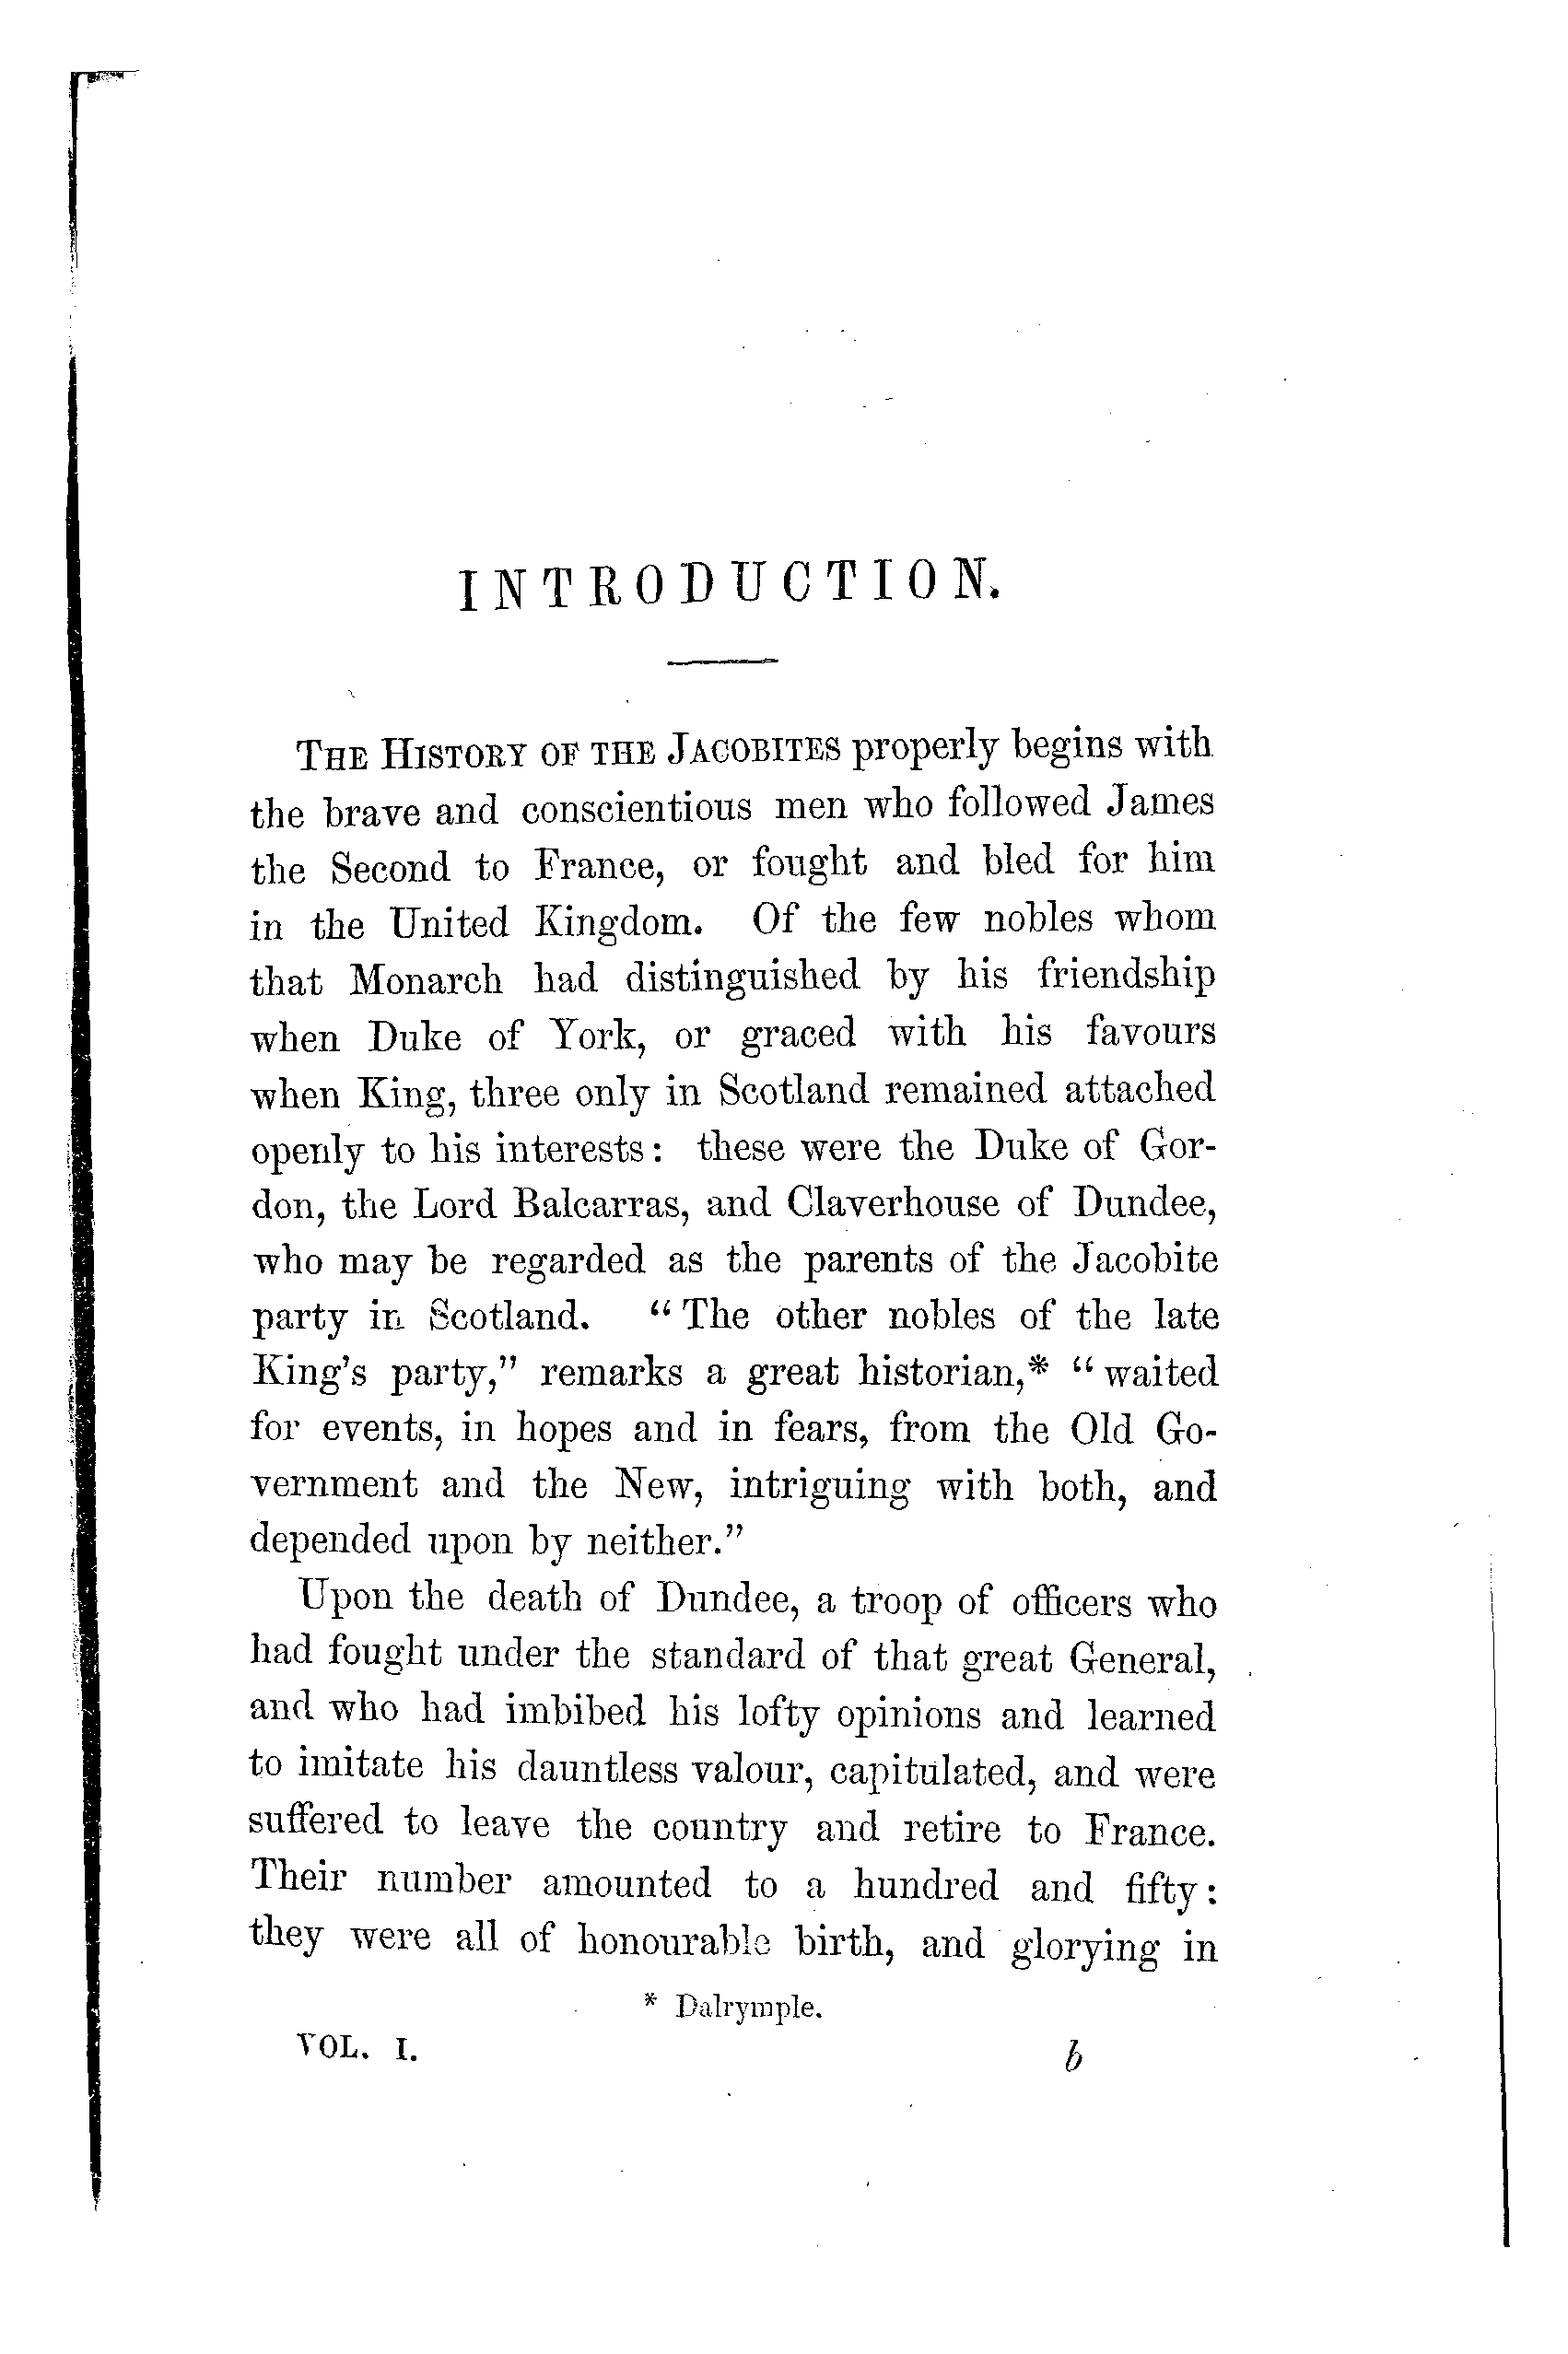 INTRODUCTION.
THE HISTORY OF THE JACOBITES properly begins with
the brave and conscientious men who followed James
the Second to France, or fought and bled for him
in the United Kingdom. Of the few nobles whom
that Monarch had distinguished by his friendship
when Duke of York, or graced with his favours
when King, three only in Scotland remained attached
openly to his interests: these were the Duke of Gor-
don, the Lord Balcarras, and Claverhouse of Dundee,
who may be regarded as the parents of the Jacobite
party in Scotland. “The other nobles of the late
King's party,” remarks a great historian,* “waited
for events, in hopes and in fears, from the Old Go-
vernment and the New, intriguing with both, and
depended upon by neither.”
Upon the death of Dundee, a troop of officers who
had fought under the standard of that great General,
and who had imbibed his lofty opinions and learned
to imitate his dauntless valour, capitulated, and were
suffered to leave the country and retire to France.
Their number amounted to a hundred and fifty:
they were all of honourable birth, and glorying in
* Dalrymple.
VOL. I. b